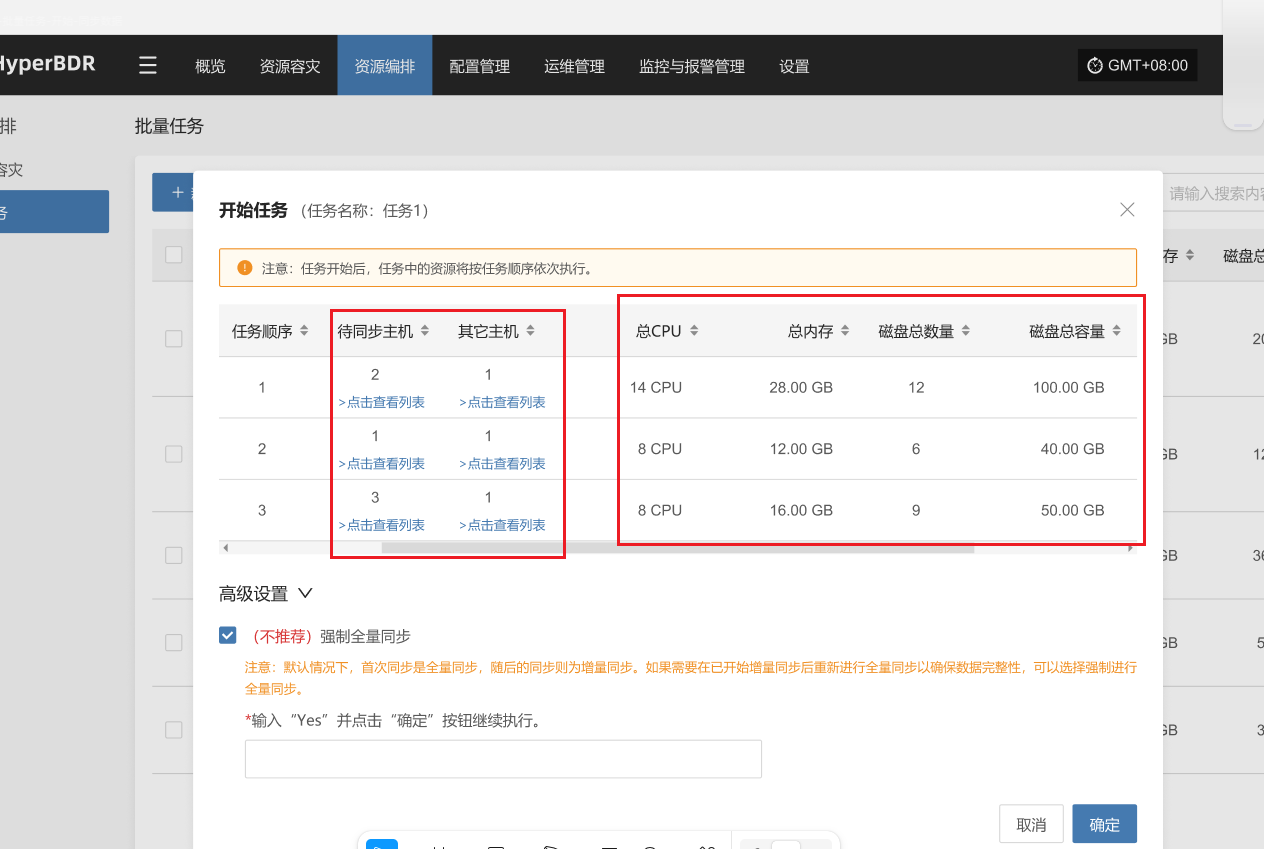 HyperBDR
概览 资源容灾 资源编排 配置管理 运维管理 监控与报警管理 设置 GMT+08:00
排 批量任务
容灾
务
+
请输入搜索内容
开始任务 (任务名称: 任务1)
注意:任务开始后,任务中的资源将按任务顺序依次执行。
存 磁盘总
任务顺序 待同步主机 其它主机 总CPU 总内存 磁盘总数量 磁盘总容量
1 2 1 14 CPU 28.00 GB 12 100.00 GB
>点击查看列表 >点击查看列表
2 1 1 8 CPU 12.00 GB 6 40.00 GB
>点击查看列表 >点击查看列表
3 3 1 8 CPU 16.00 GB 9 50.00 GB
>点击查看列表 >点击查看列表
高级设置
(不推荐) 强制全量同步
注意:默认情况下,首次同步是全量同步,随后的同步则为增量同步。如果需要在已开始增量同步后重新进行全量同步以确保数据完整性,可以选择强制进行
全量同步。
*输入“Yes”并点击“确定”按钮继续执行。
取消 确定